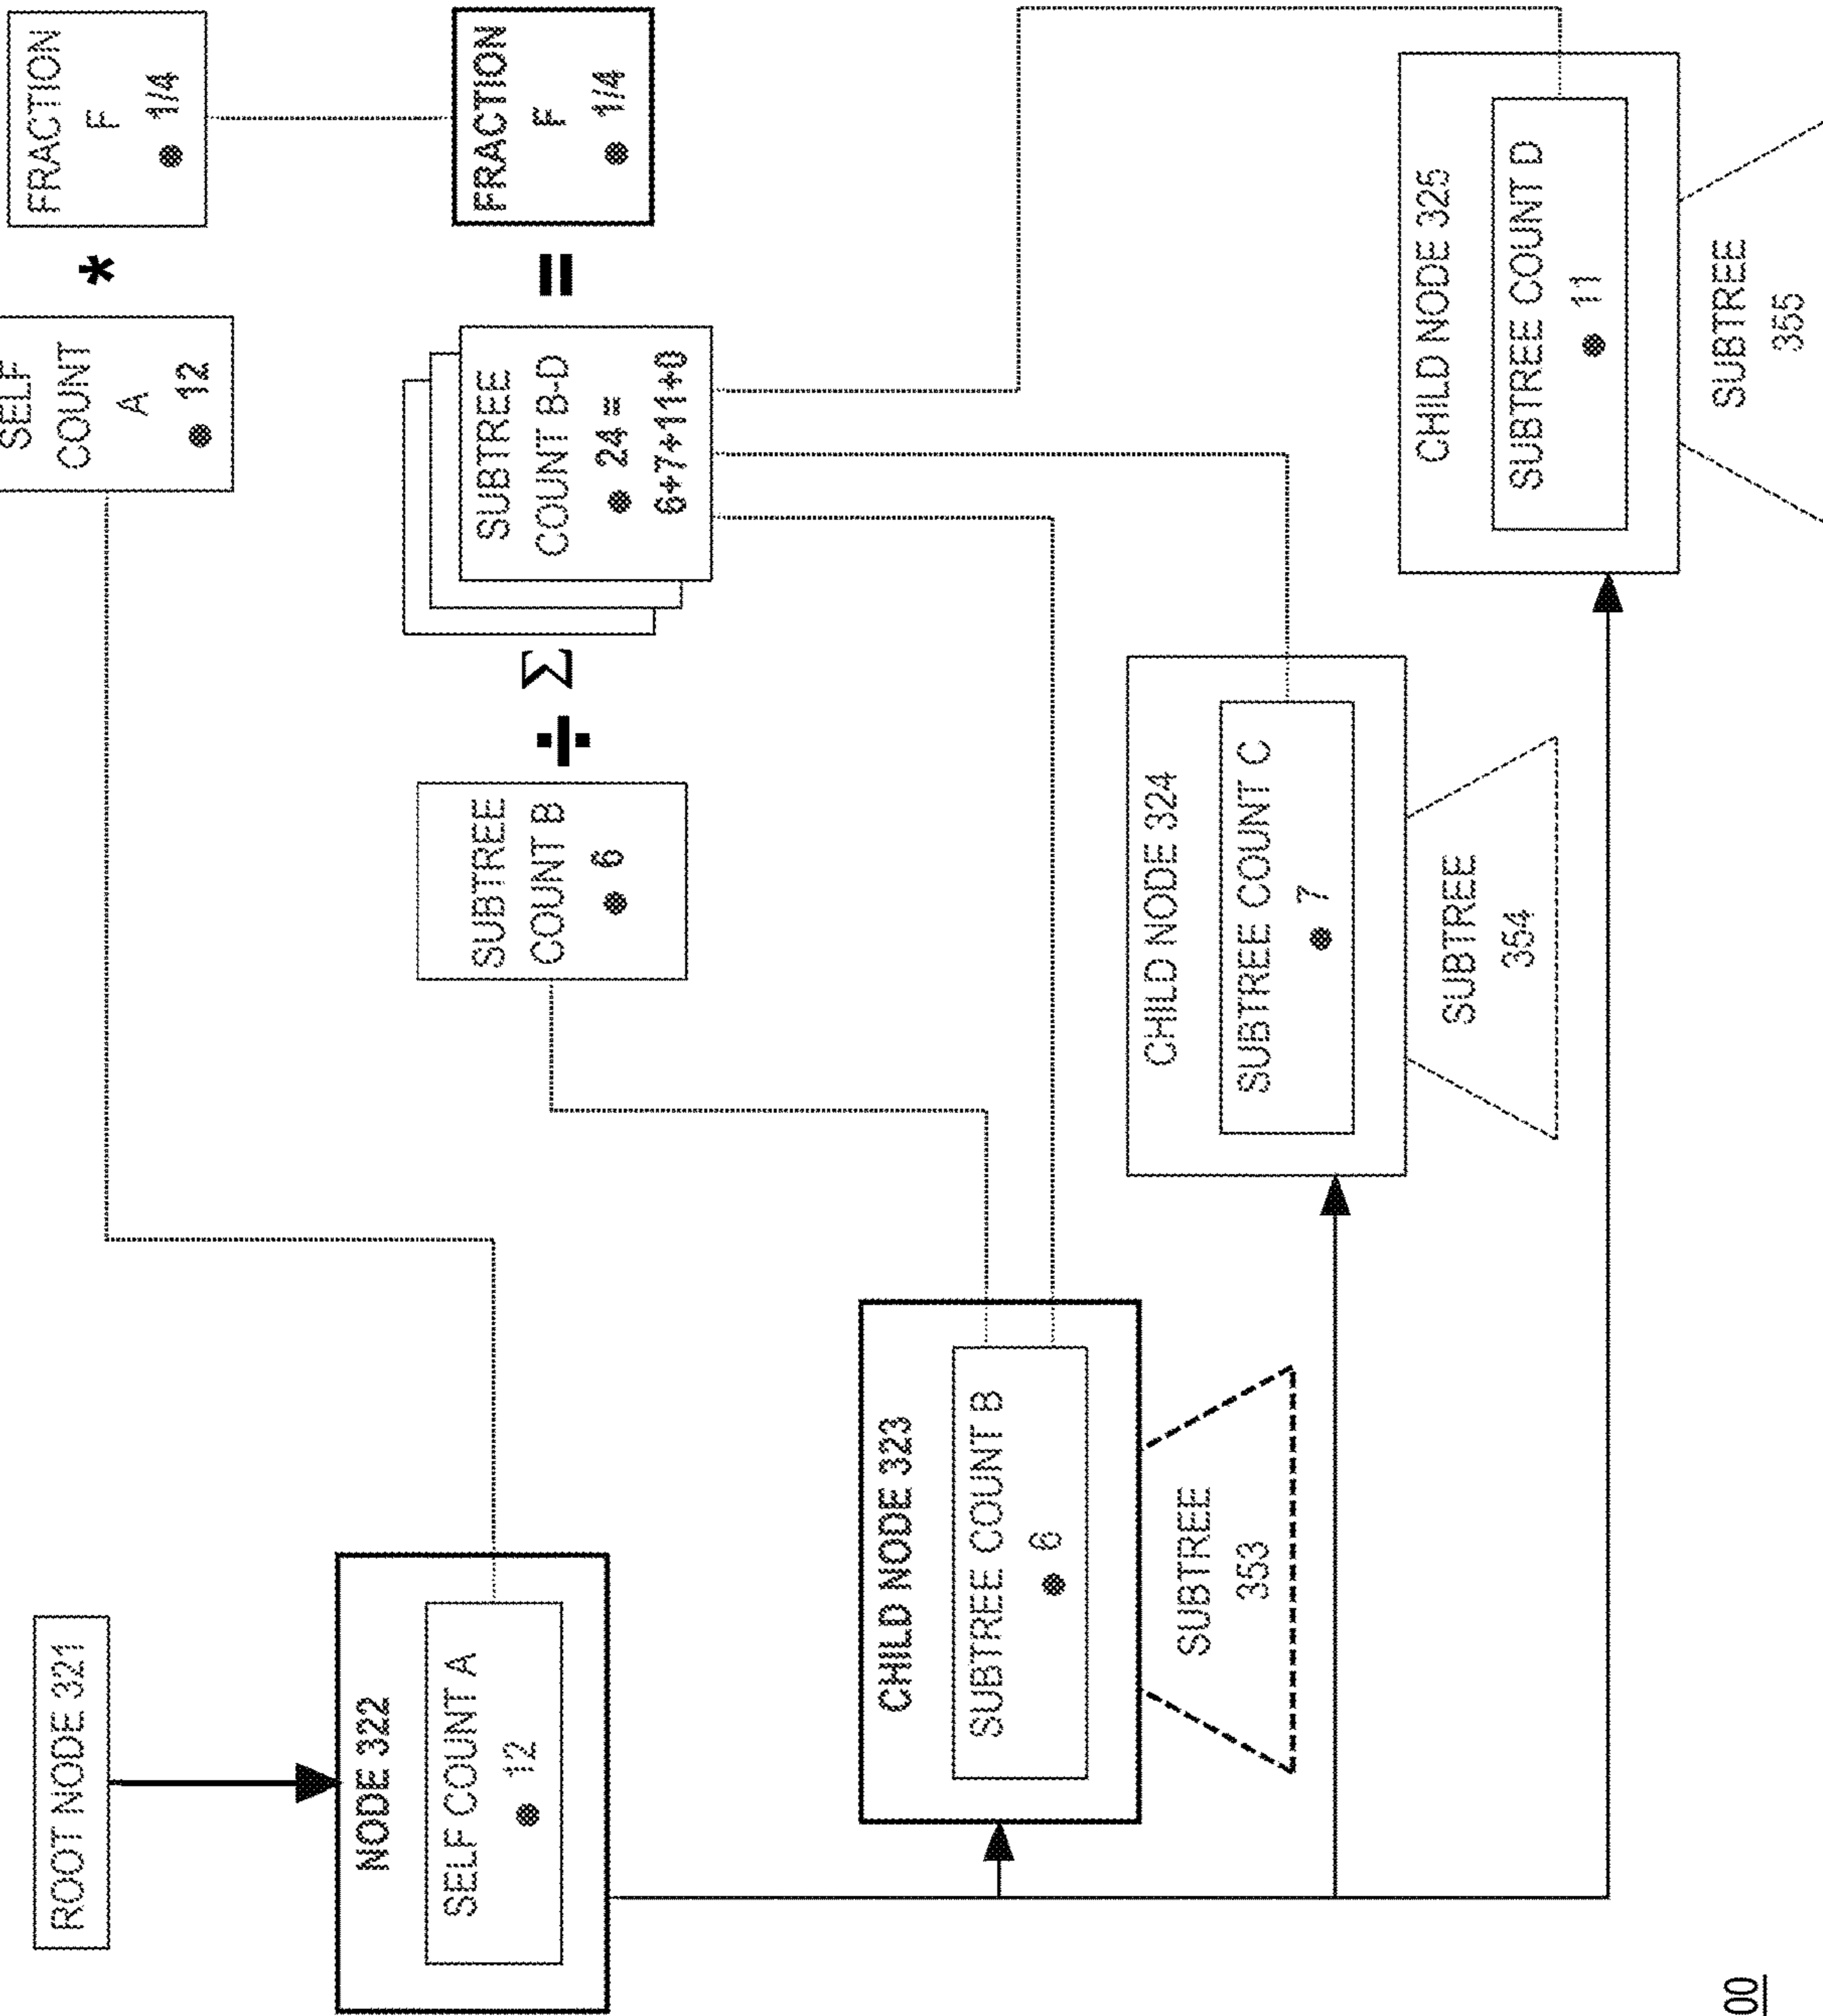 SELF
COUNT
A
● 12
*
FRACTION
F
● 1/4
ROOT NODE 321
NODE 322
SELF COUNT A
● 12
SUBTREE
COUNT B
● 6
÷
Σ
SUBTREE
COUNT B-D
● 24 =
6+7+11+0
=
FRACTION
F
● 1/4
CHILD NODE 323
SUBTREE COUNT B
● 6
SUBTREE
353
CHILD NODE 324
SUBTREE COUNT C
● 7
SUBTREE
354
CHILD NODE 325
SUBTREE COUNT D
● 11
SUBTREE
355
00